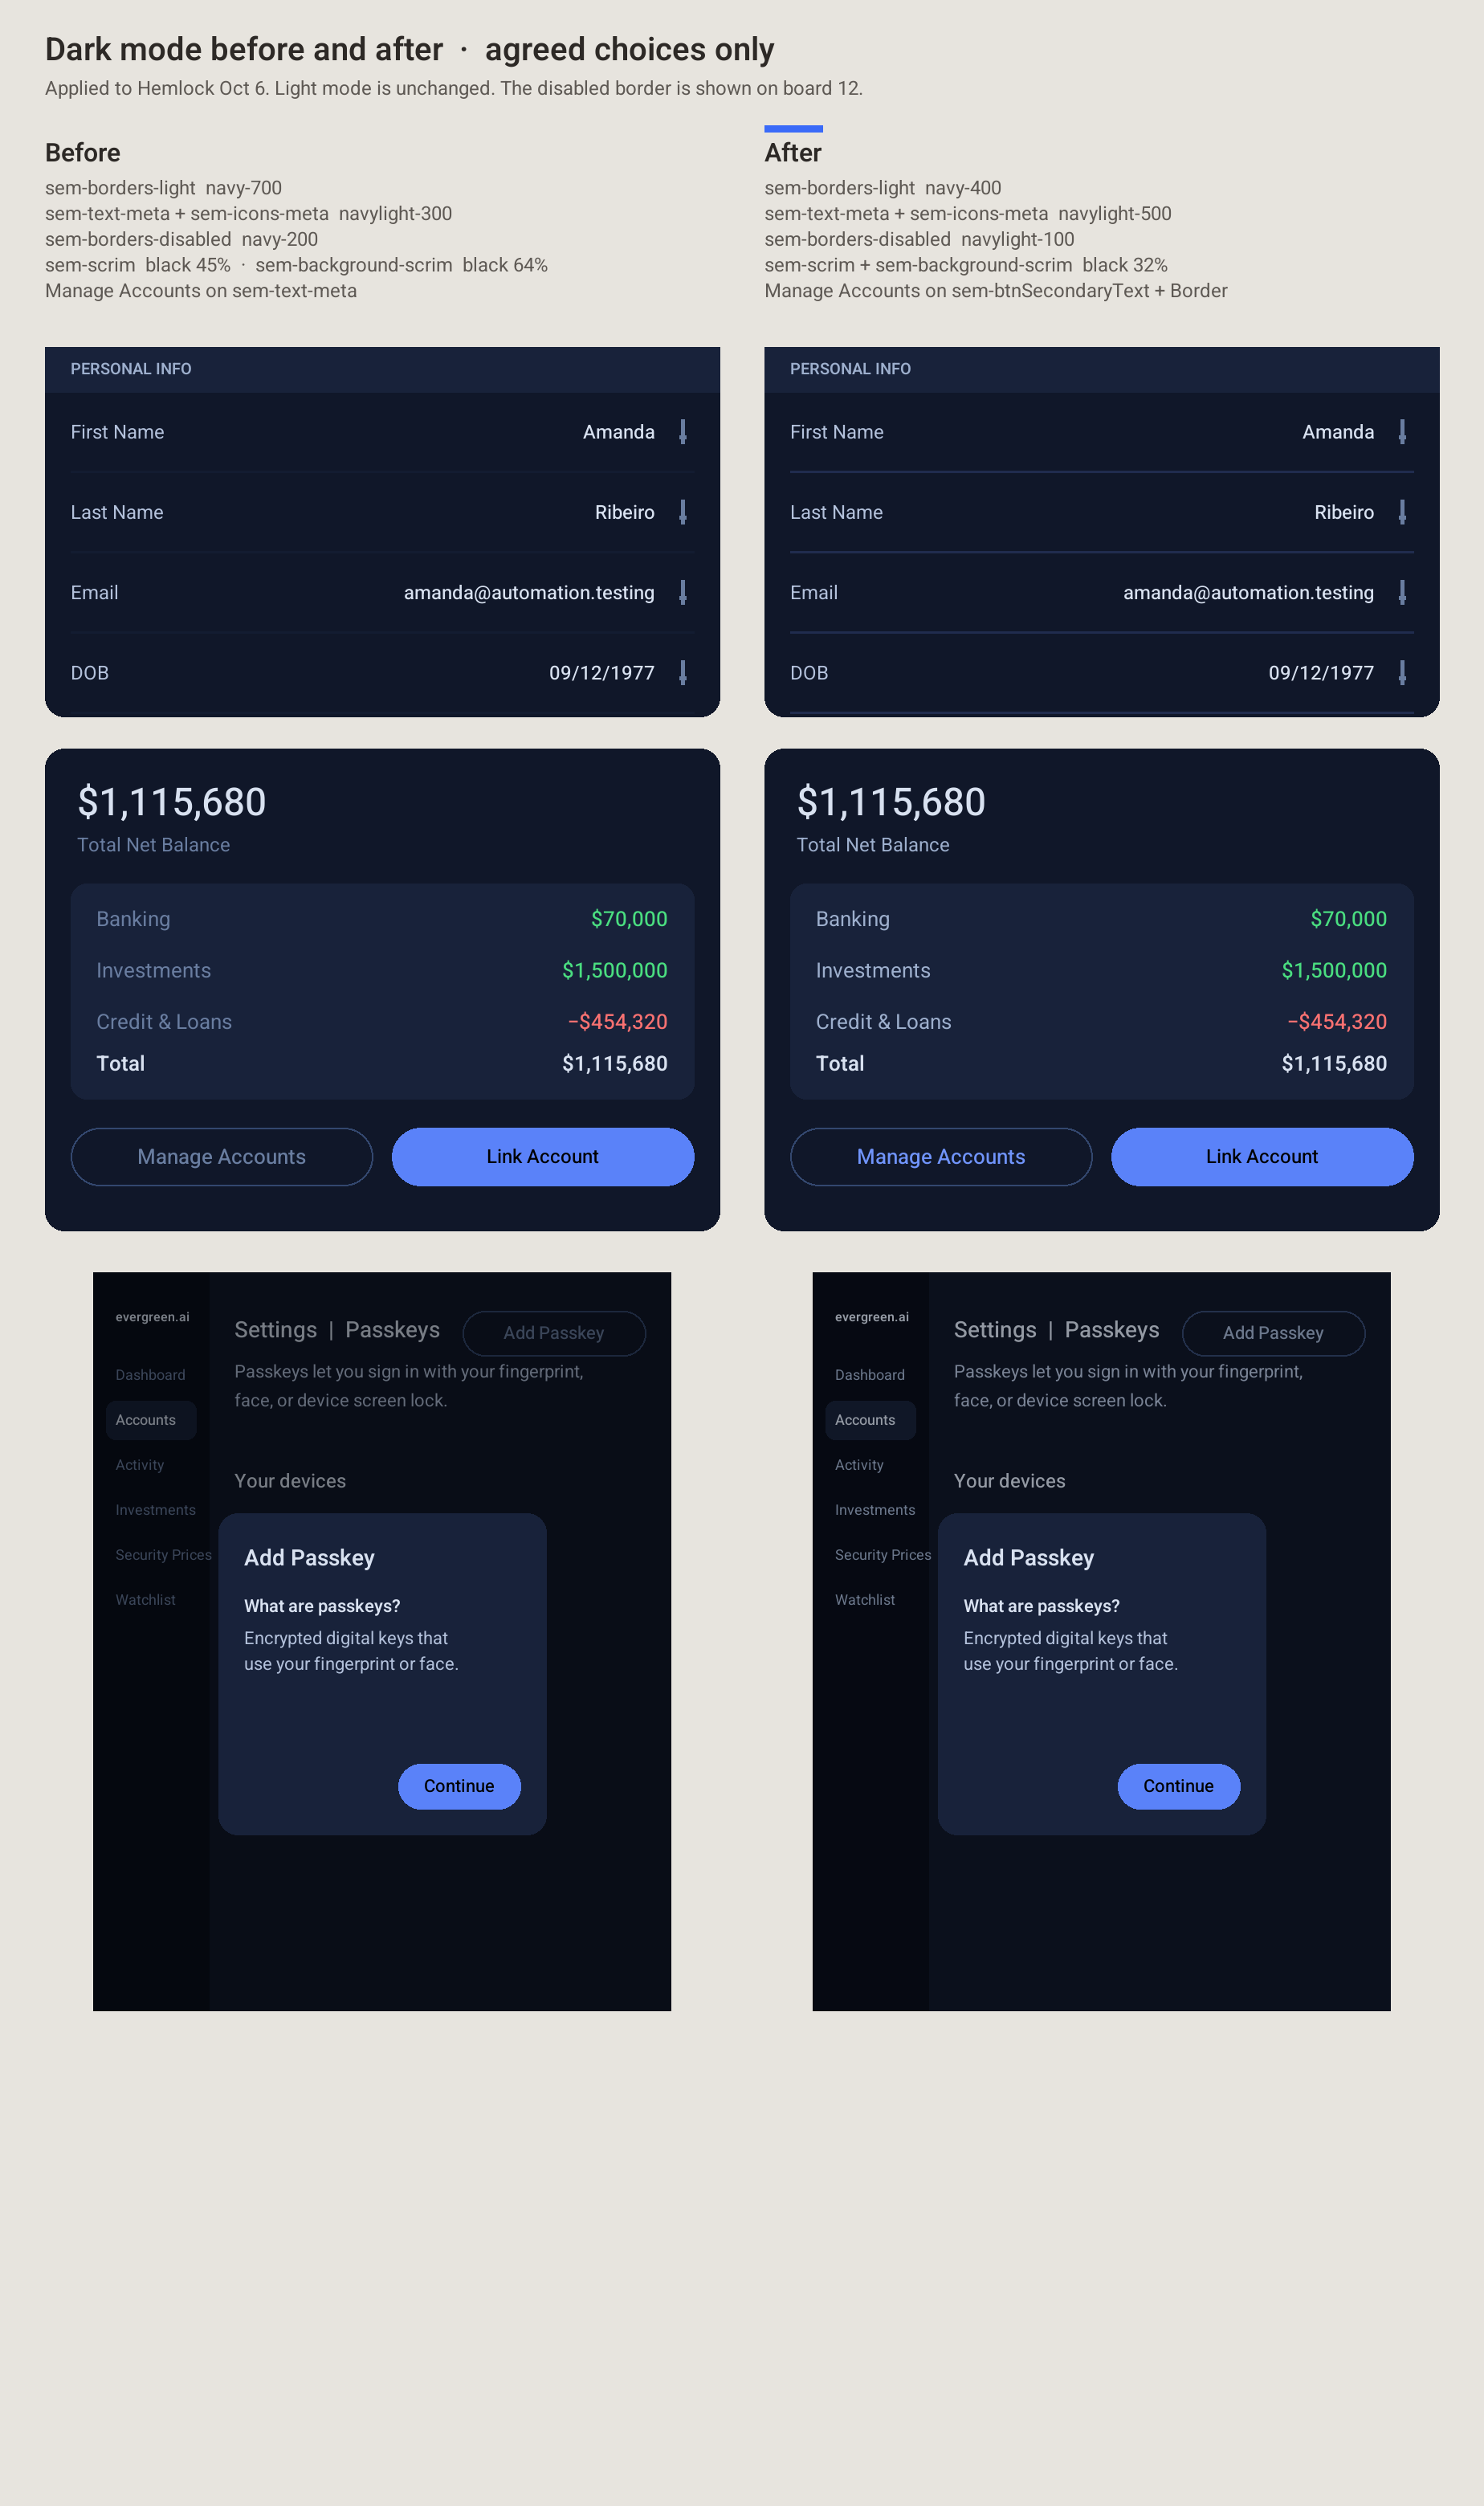 Dark mode before and after · agreed choices only
Applied to Hemlock Oct 6. Light mode is unchanged. The disabled border is shown on board 12.
Before
sem-borders-light navy-700
sem-text-meta + sem-icons-meta navylight-300
sem-borders-disabled navy-200
sem-scrim black 45% · sem-background-scrim black 64%
Manage Accounts on sem-text-meta
After
sem-borders-light navy-400
sem-text-meta + sem-icons-meta navylight-500
sem-borders-disabled navylight-100
sem-scrim + sem-background-scrim black 32%
Manage Accounts on sem-btnSecondaryText + Border
PERSONAL INFO
First Name Amanda
Last Name Ribeiro
Email amanda@automation.testing
DOB 09/12/1977
PERSONAL INFO
First Name Amanda
Last Name Ribeiro
Email amanda@automation.testing
DOB 09/12/1977
$1,115,680
Total Net Balance
Banking $70,000
Investments $1,500,000
Credit & Loans −$454,320
Total $1,115,680
Manage Accounts Link Account
$1,115,680
Total Net Balance
Banking $70,000
Investments $1,500,000
Credit & Loans −$454,320
Total $1,115,680
Manage Accounts Link Account
evergreen.ai
Dashboard
Accounts
Activity
Investments
Security Prices
Watchlist
Settings | Passkeys Add Passkey
Passkeys let you sign in with your fingerprint,
face, or device screen lock.
Your devices
Add Passkey
What are passkeys?
Encrypted digital keys that
use your fingerprint or face.
Continue
evergreen.ai
Dashboard
Accounts
Activity
Investments
Security Prices
Watchlist
Settings | Passkeys Add Passkey
Passkeys let you sign in with your fingerprint,
face, or device screen lock.
Your devices
Add Passkey
What are passkeys?
Encrypted digital keys that
use your fingerprint or face.
Continue